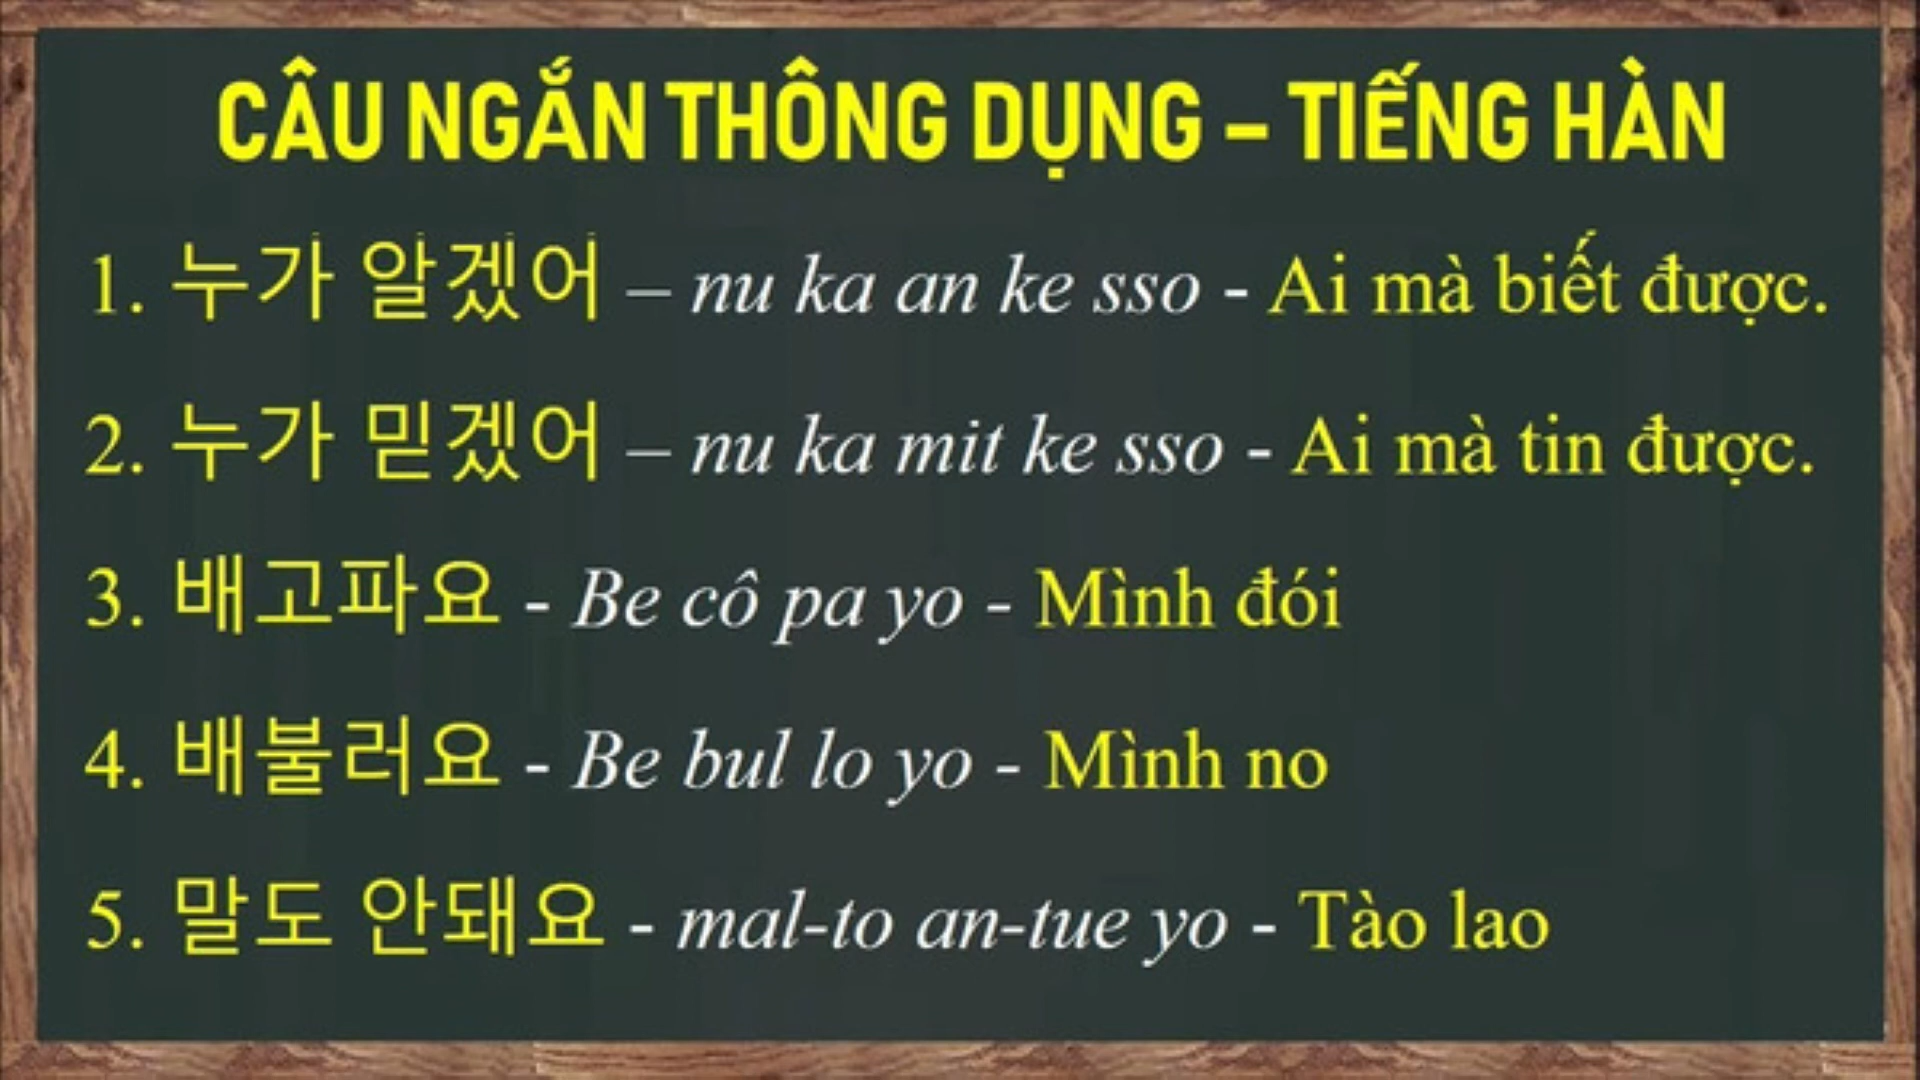 CÂU NGẮN THÔNG DỤNG – TIẾNG HÀN
1. 누가 알겠어 – nu ka an ke sso - Ai mà biết được.
2. 누가 믿겠어 – nu ka mit ke sso - Ai mà tin được.
3. 배고파요 - Be cô pa yo - Mình đói
4. 배불러요 - Be bul lo yo - Mình no
5. 말도 안돼요 - mal-to an-tue yo - Tào lao